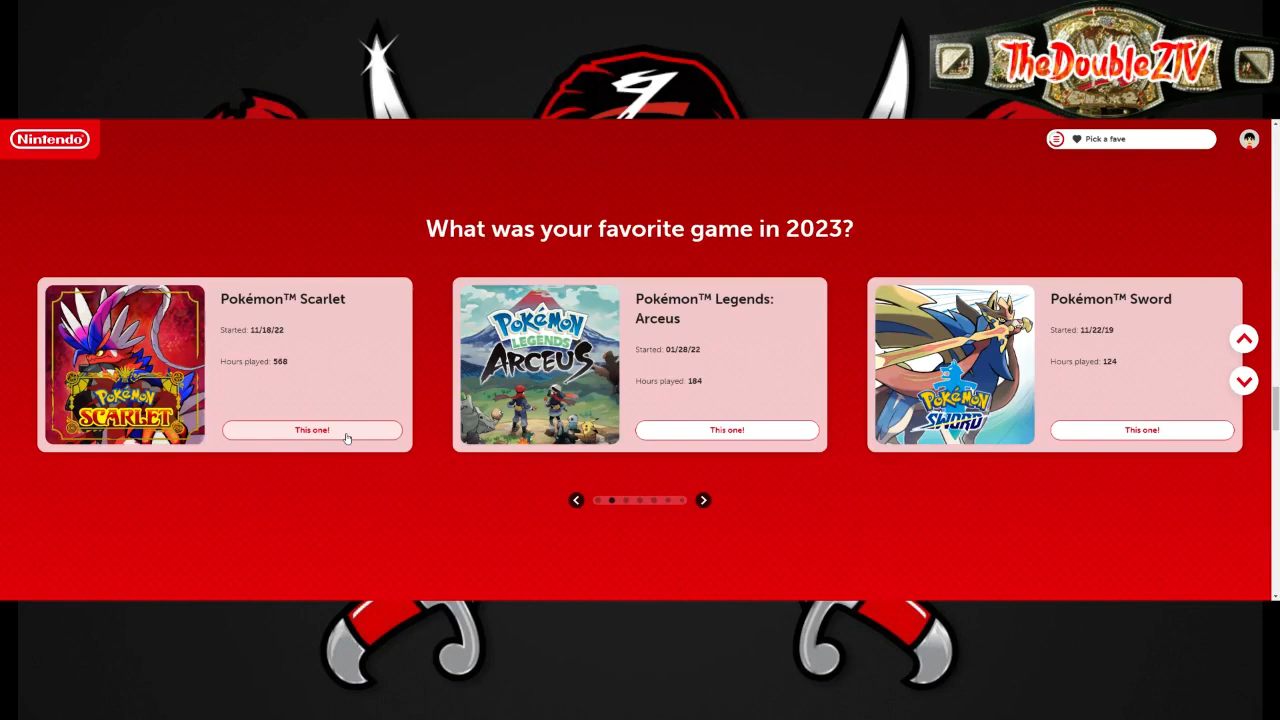 TheDoubleZTV
Nintendo
Pick a fave
What was your favorite game in 2023?
Pokémon™ Scarlet
Started: 11/18/22
Hours played: 568
POKéMON
SCARLET
This one!
Pokémon™ Legends:
Arceus
Started: 01/28/22
Hours played: 184
POKéMON
LEGENDS
ARCEUS
This one!
Pokémon™ Sword
Started: 11/22/19
Hours played: 124
POKéMON
SWORD
This one!